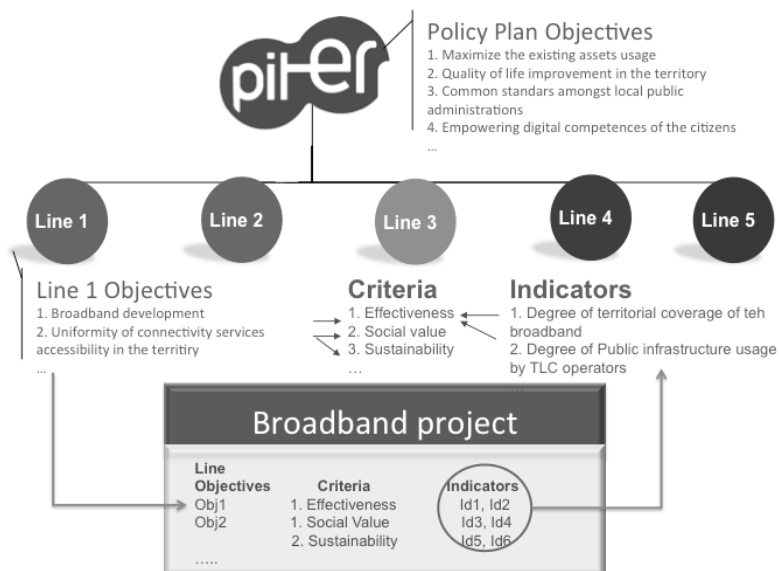 piter
Policy Plan Objectives
1. Maximize the existing assets usage
2. Quality of life improvement in the territory
3. Common standars amongst local public
administrations
4. Empowering digital competences of the citizens
...
Line 1
Line 2
Line 3
Line 4
Line 5
Line 1 Objectives
1. Broadband development
2. Uniformity of connectivity services
accessibility in the territiry
...
Criteria
1. Effectiveness
2. Social value
3. Sustainability
...
Indicators
1. Degree of territorial coverage of teh
broadband
2. Degree of Public infrastructure usage
by TLC operators
...
Broadband project
Line
Objectives
Obj1
Obj2
.....
Criteria
1. Effectiveness
1. Social Value
2. Sustainability
Indicators
Id1, Id2
Id3, Id4
Id5, Id6